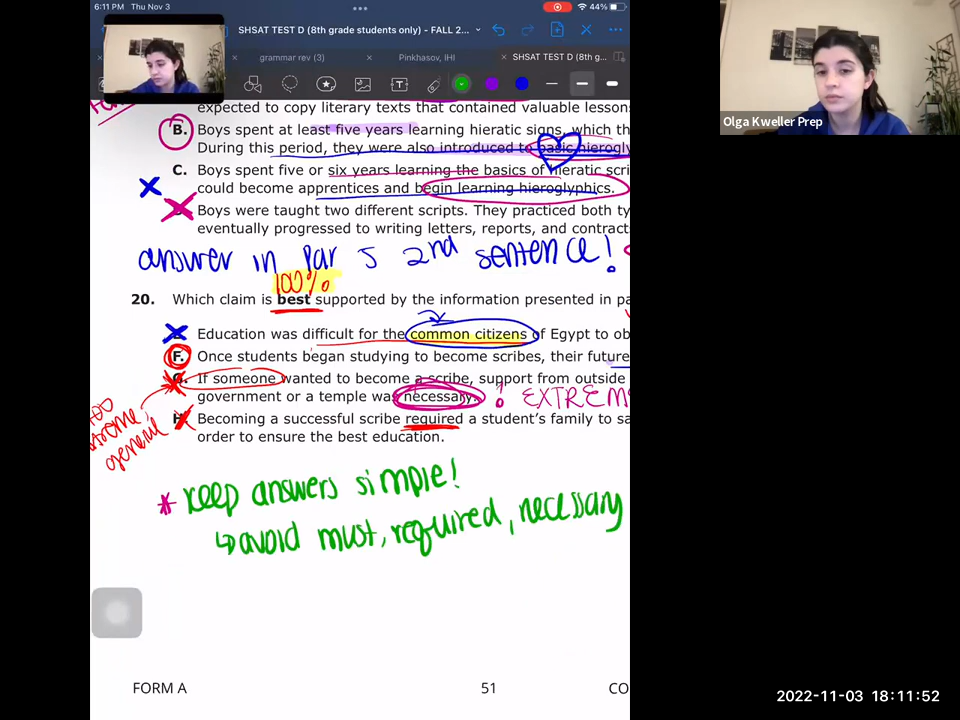 6:11 PM Thu Nov 3
44%
SHSAT TEST D (8th grade students only) - FALL 2...
grammar rev (3)
Pinkhasov, IHI
SHSAT TEST D (8th g...
Olga Kweller Prep
expected to copy literary texts that contained valuable lesson
B. Boys spent at least five years learning hieratic signs, which th
During this period, they were also introduced to basic hierogly
C. Boys spent five or six years learning the basics of hieratic scri
could become apprentices and begin learning hieroglyphics.
Boys were taught two different scripts. They practiced both ty
eventually progressed to writing letters, reports, and contract
answer in Par 5 2nd sentence!
100%
20. Which claim is best supported by the information presented in pa
Education was difficult for the common citizens of Egypt to ob
F. Once students began studying to become scribes, their future
G. If someone wanted to become a scribe, support from outside
government or a temple was necessary. ! EXTREM
H. Becoming a successful scribe required a student's family to sa
order to ensure the best education.
general
* keep answers simple!
↳ avoid must, required, necessary
FORM A
51
CO
2022-11-03 18:11:52